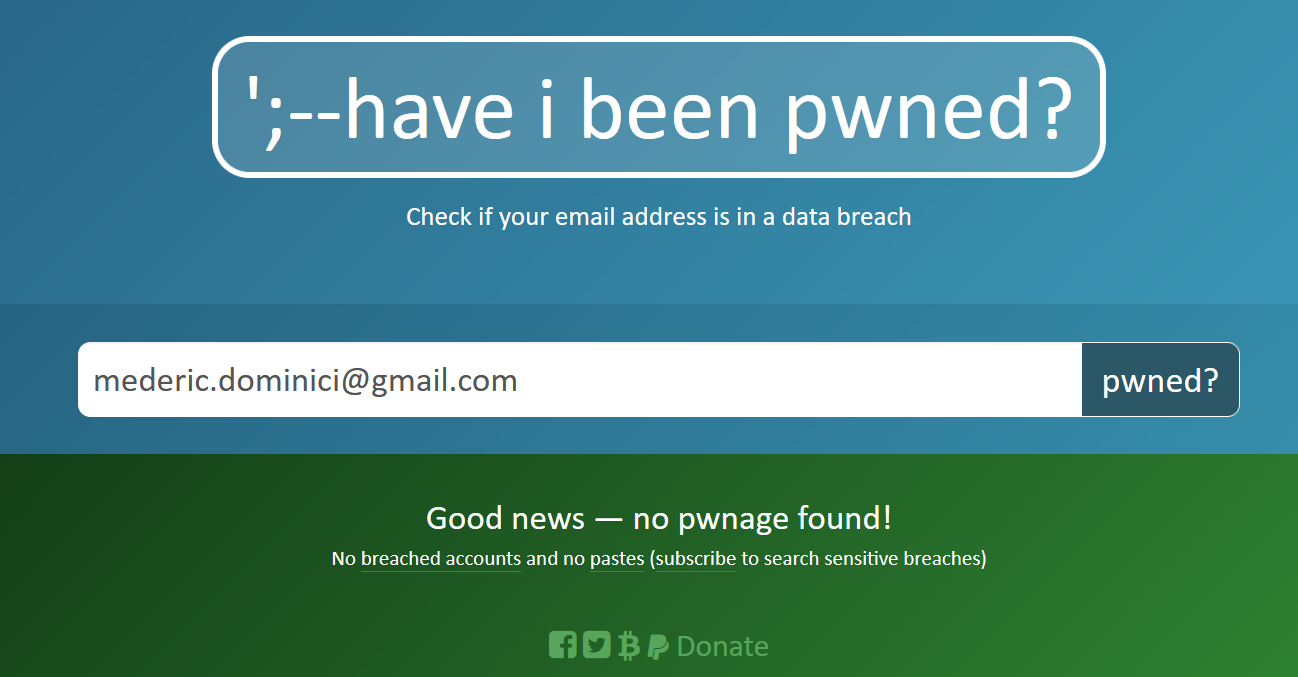 ';--have i been pwned?
Check if your email address is in a data breach
mederic.dominici@gmail.com
pwned?
Good news — no pwnage found!
No breached accounts and no pastes (subscribe to search sensitive breaches)
Donate